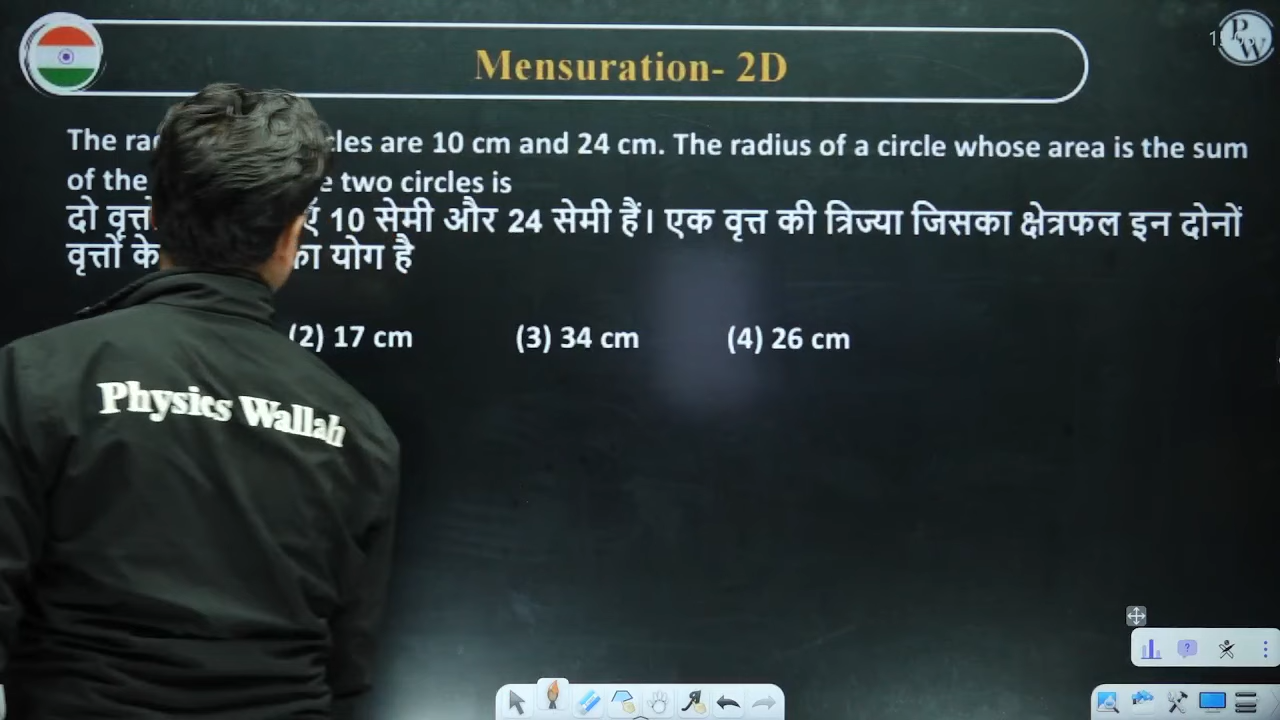 Mensuration- 2D
The cles are 10 cm and 24 cm. The radius of a circle whose area is the sum
of the two circles is
दो 10 सेमी और 24 सेमी हैं। एक वृत्त की त्रिज्या जिसका क्षेत्रफल इन दोनों
वृत्तों के का योग है
(2) 17 cm (3) 34 cm (4) 26 cm
Physics Wallah
PW